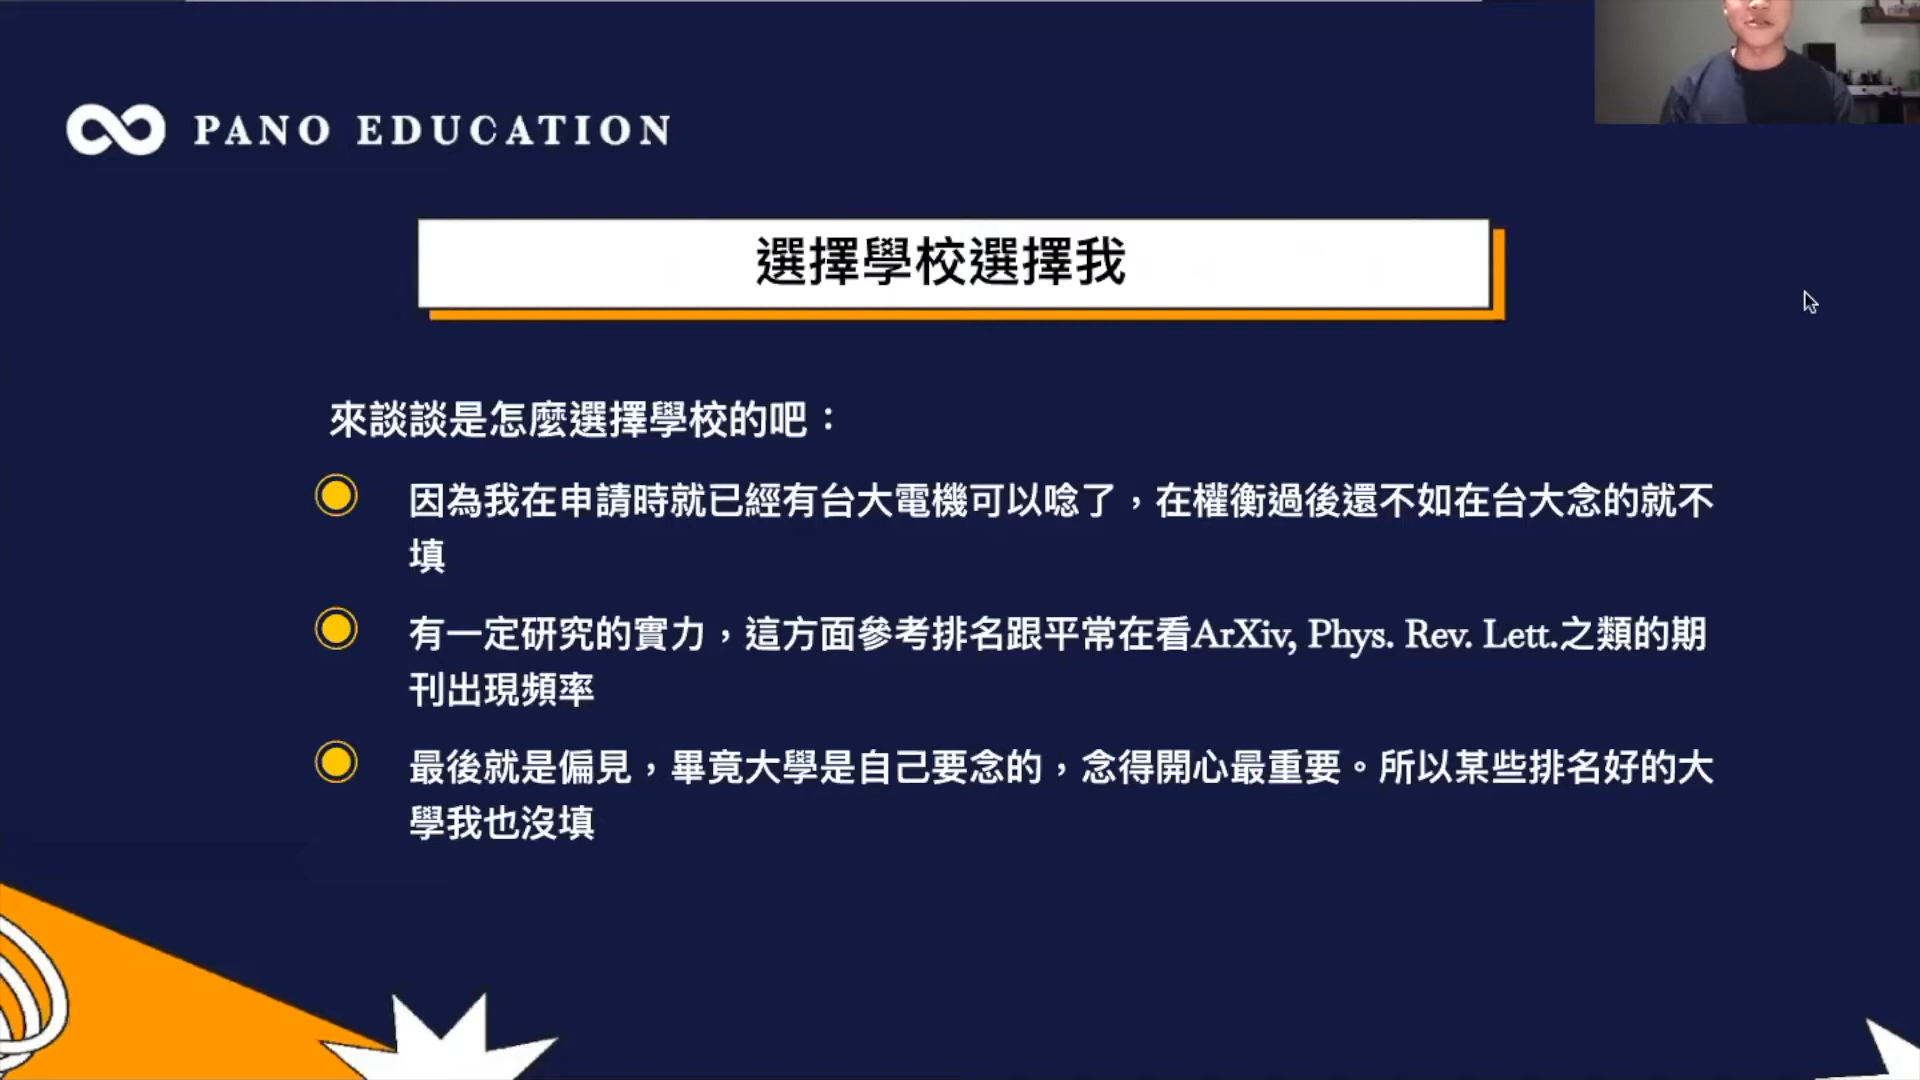 PANO EDUCATION
選擇學校選擇我
來談談是怎麼選擇學校的吧：
因為我在申請時就已經有台大電機可以唸了，在權衡過後還不如在台大念的就不
填
有一定研究的實力，這方面參考排名跟平常在看ArXiv, Phys. Rev. Lett.之類的期
刊出現頻率
最後就是偏見，畢竟大學是自己要念的，念得開心最重要。所以某些排名好的大
學我也沒填